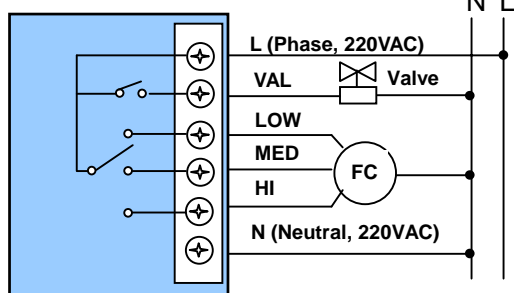 N L
L (Phase, 220VAC)
VAL
Valve
LOW
MED
FC
HI
N (Neutral, 220VAC)